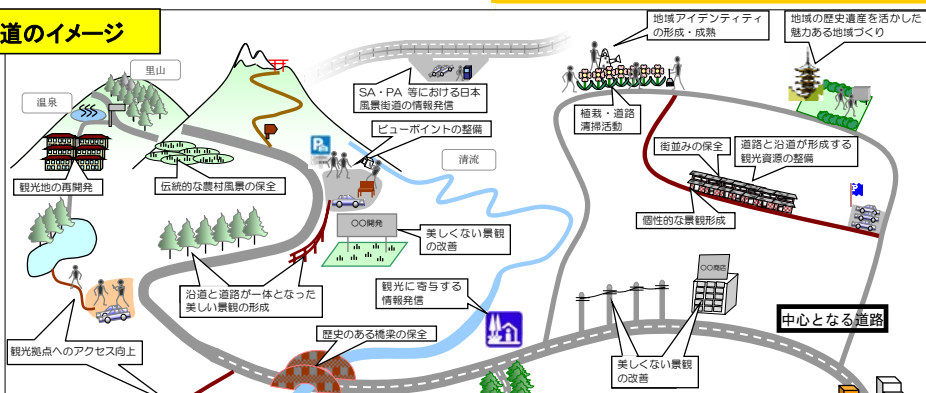 道のイメージ
里山
温泉
SA・PA 等における日本
風景街道の情報発信
ビューポイントの整備
清流
地域アイデンティティ
の形成・成熟
地域の歴史遺産を活かした
魅力ある地域づくり
植栽・道路
清掃活動
街並みの保全
道路と沿道が形成する
観光資源の整備
個性的な景観形成
観光地の再開発
伝統的な農村風景の保全
P
〇〇開発
美しくない景観
の改善
沿道と道路が一体となった
美しい景観の形成
観光に寄与する
情報発信
〇〇商店
中心となる道路
歴史のある橋梁の保全
観光拠点へのアクセス向上
美しくない景観
の改善